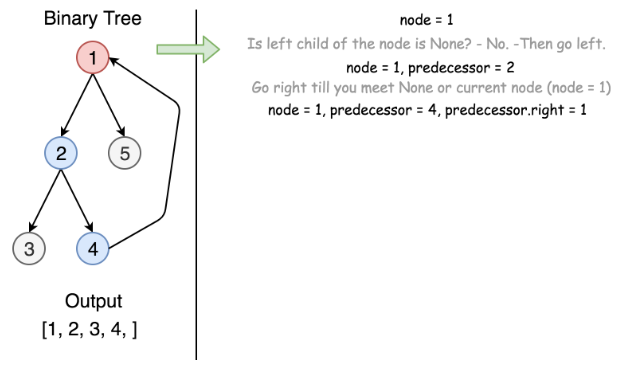 Binary Tree
1
2
5
3
4
Output
[1, 2, 3, 4, ]
node = 1
Is left child of the node is None? - No. -Then go left.
node = 1, predecessor = 2
Go right till you meet None or current node (node = 1)
node = 1, predecessor = 4, predecessor.right = 1